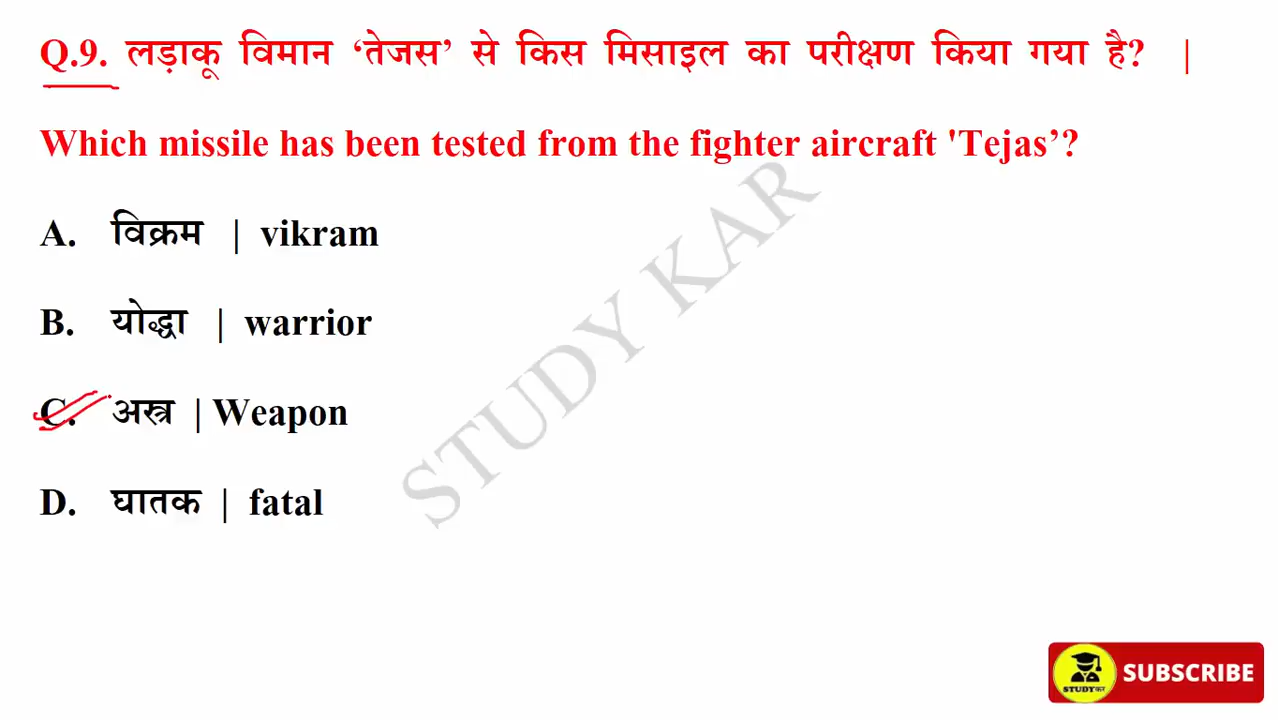 Q.9. लड़ाकू विमान ‘तेजस’ से किस मिसाइल का परीक्षण किया गया है? |
Which missile has been tested from the fighter aircraft 'Tejas’?
A. विक्रम | vikram
B. योद्धा | warrior
C. अस्त्र | Weapon
D. घातक | fatal
STUDY KAR
STUDYकर
SUBSCRIBE